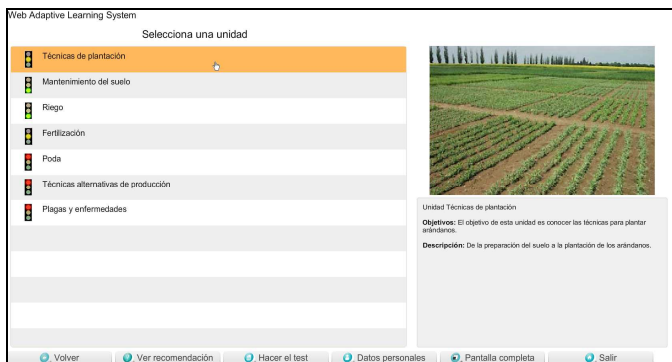 Web Adaptive Learning System
Selecciona una unidad
Técnicas de plantación
Mantenimiento del suelo
Riego
Fertilización
Poda
Técnicas alternativas de producción
Plagas y enfermedades
Unidad Técnicas de plantación
Objetivos: El objetivo de esta unidad es conocer las técnicas para plantar
arándanos.
Descripción: De la preparación del suelo a la plantación de los arándanos.
Volver
Ver recomendación
Hacer el test
Datos personales
Pantalla completa
Salir